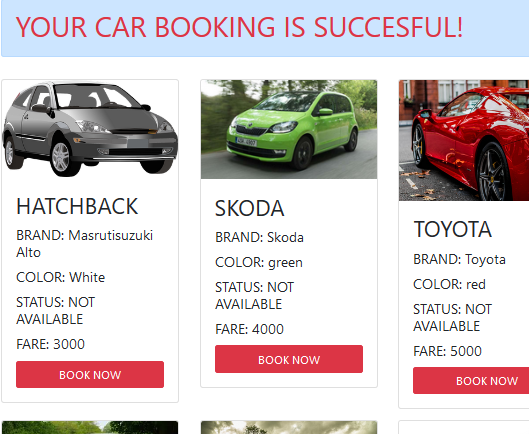 YOUR CAR BOOKING IS SUCCESFUL!
HATCHBACK
BRAND: Masrutisuzuki
Alto
COLOR: White
STATUS: NOT
AVAILABLE
FARE: 3000
BOOK NOW
SKODA
BRAND: Skoda
COLOR: green
STATUS: NOT
AVAILABLE
FARE: 4000
BOOK NOW
TOYOTA
BRAND: Toyota
COLOR: red
STATUS: NOT
AVAILABLE
FARE: 5000
BOOK NOW